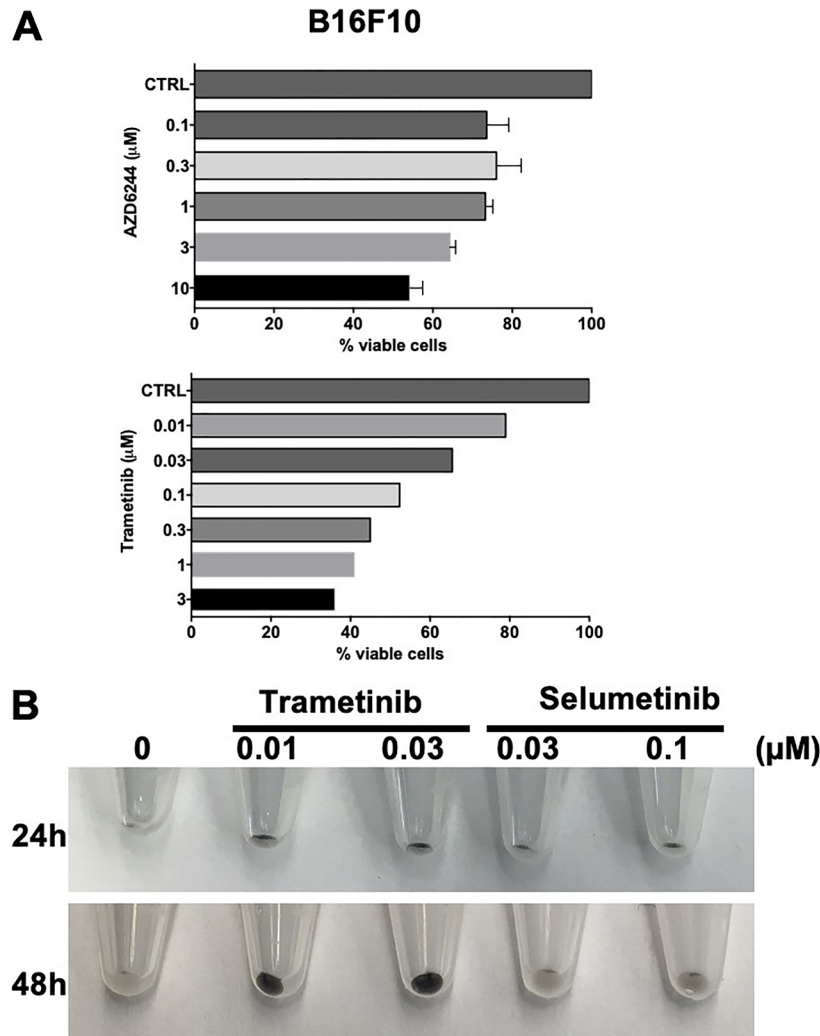 A
B16F10
AZD6244 (µM)
CTRL
0.1
0.3
1
3
10
0 20 40 60 80 100
% viable cells
Trametinib (µM)
CTRL
0.01
0.03
0.1
0.3
1
3
0 20 40 60 80 100
% viable cells
B
Trametinib Selumetinib
0 0.01 0.03 0.03 0.1 (µM)
24h
48h